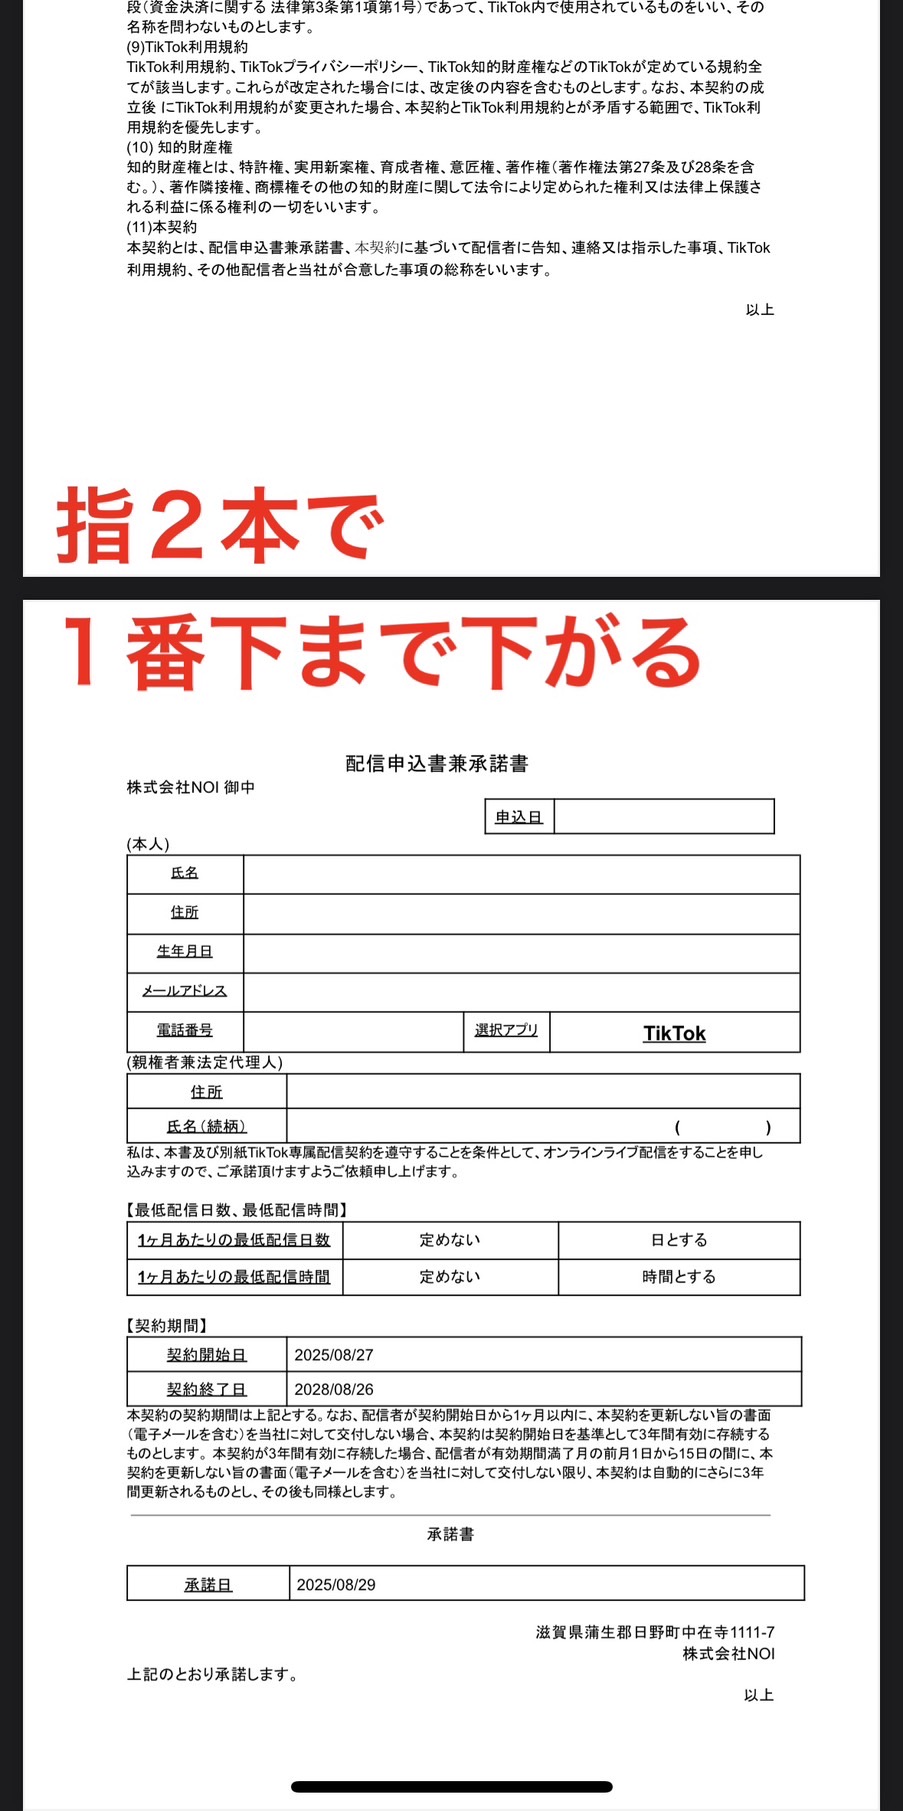 段（資金決済に関する 法律第3条第1項第1号）であって、TikTok内で使用されているものをいい、その
名称を問わないものとします。
(9)TikTok利用規約
TikTok利用規約、TikTokプライバシーポリシー、TikTok知的財産権などのTikTokが定めている規約全
てが該当します。これらが改定された場合には、改定後の内容を含むものとします。なお、本契約の成
立後 にTikTok利用規約が変更された場合、本契約とTikTok利用規約とが矛盾する範囲で、TikTok利
用規約を優先します。
(10) 知的財産権
知的財産権とは、特許権、実用新案権、育成者権、意匠権、著作権（著作権法第27条及び28条を含
む。）、著作隣接権、商標権その他の知的財産に関して法令により定められた権利又は法律上保護さ
れる利益に係る権利の一切をいいます。
(11)本契約
本契約とは、配信申込書兼承諾書、本契約に基づいて配信者に告知、連絡又は指示した事項、TikTok
利用規約、その他配信者と当社が合意した事項の総称をいいます。
以上
指２本で
１番下まで下がる
配信申込書兼承諾書
株式会社NOI 御中
申込日
(本人)
氏名
住所
生年月日
メールアドレス
電話番号 選択アプリ TikTok
(親権者兼法定代理人)
住所
氏名（続柄） ( )
私は、本書及び別紙TikTok専属配信契約を遵守することを条件として、オンラインライブ配信をすることを申し
込みますので、ご承諾頂けますようご依頼申し上げます。
【最低配信日数、最低配信時間】
1ヶ月あたりの最低配信日数 定めない 日とする
1ヶ月あたりの最低配信時間 定めない 時間とする
【契約期間】
契約開始日 2025/08/27
契約終了日 2028/08/26
本契約の契約期間は上記とする。なお、配信者が契約開始日から1ヶ月以内に、本契約を更新しない旨の書面
（電子メールを含む）を当社に対して交付しない場合、本契約は契約開始日を基準として3年間有効に存続する
ものとします。 本契約が3年間有効に存続した場合、配信者が有効期間満了月の前月1日から15日の間に、本
契約を更新しない旨の書面（電子メールを含む）を当社に対して交付しない限り、本契約は自動的にさらに3年
間更新されるものとし、その後も同様とします。
承諾書
承諾日 2025/08/29
滋賀県蒲生郡日野町中在寺1111-7
株式会社NOI
上記のとおり承諾します。
以上